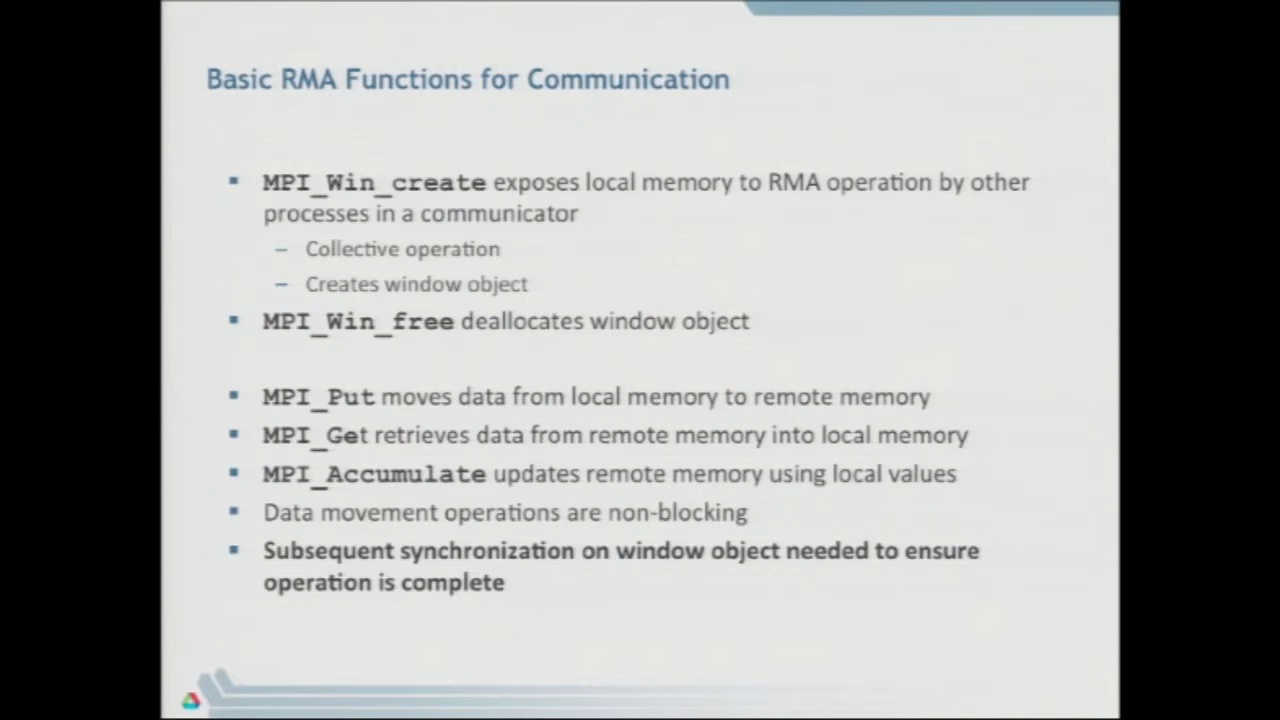 Basic RMA Functions for Communication
▪ MPI_Win_create exposes local memory to RMA operation by other
processes in a communicator
– Collective operation
– Creates window object
▪ MPI_Win_free deallocates window object
▪ MPI_Put moves data from local memory to remote memory
▪ MPI_Get retrieves data from remote memory into local memory
▪ MPI_Accumulate updates remote memory using local values
▪ Data movement operations are non-blocking
▪ Subsequent synchronization on window object needed to ensure
operation is complete